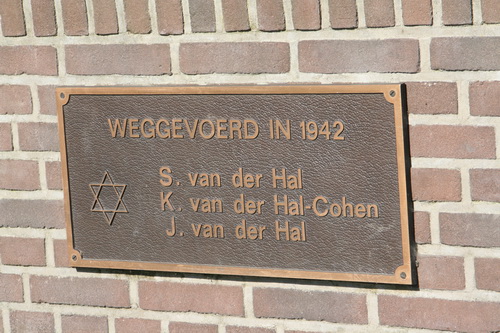 WEGGEVOERD IN 1942
S. van der Hal
K. van der Hal-Cohen
J. van der Hal